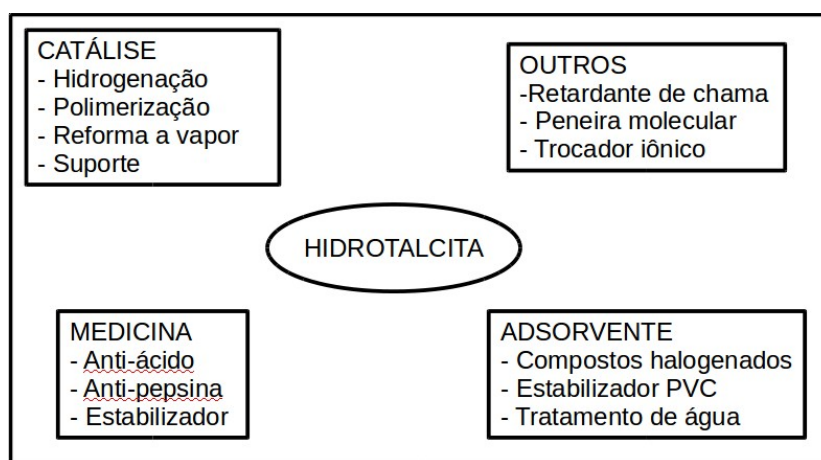 CATÁLISE
- Hidrogenação
- Polimerização
- Reforma a vapor
- Suporte
OUTROS
-Retardante de chama
- Peneira molecular
- Trocador iônico
HIDROTALCITA
MEDICINA
- Anti-ácido
- Anti-pepsina
- Estabilizador
ADSORVENTE
- Compostos halogenados
- Estabilizador PVC
- Tratamento de água